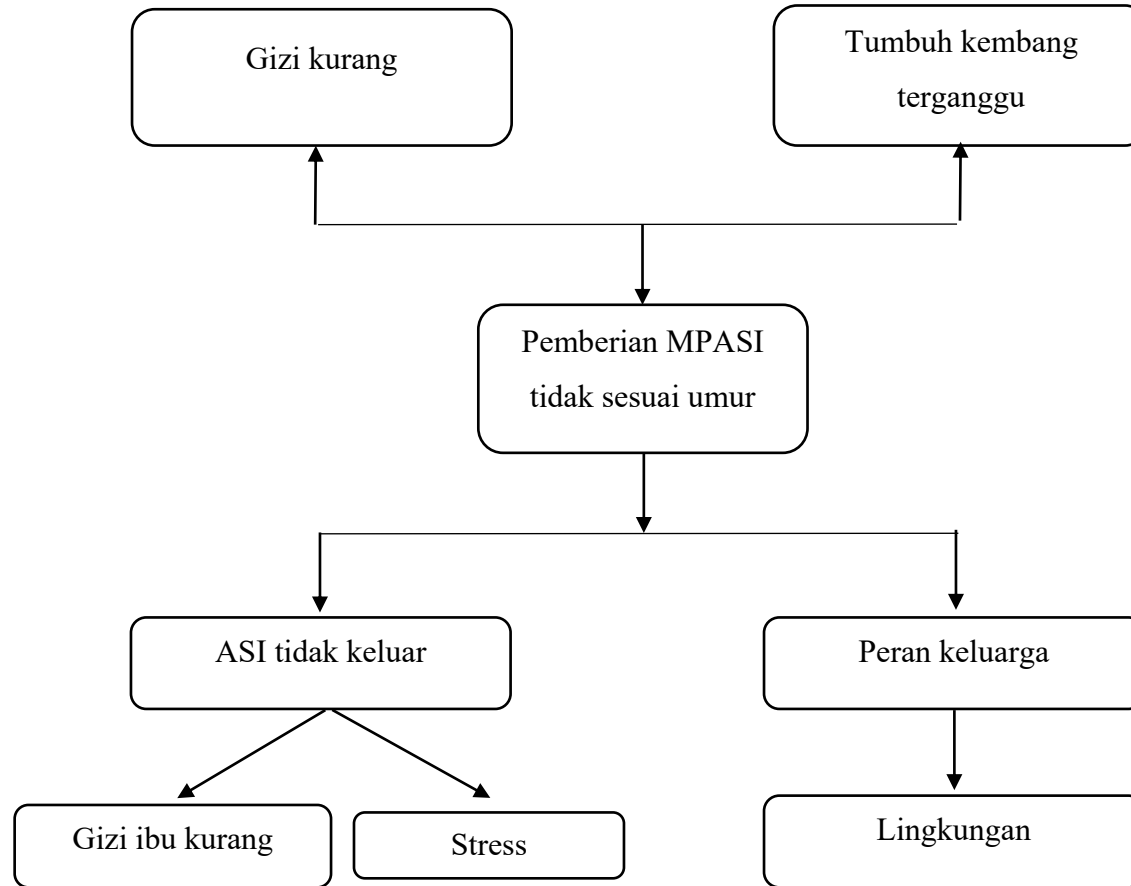 Gizi kurang
Tumbuh kembang
terganggu
Pemberian MPASI
tidak sesuai umur
ASI tidak keluar
Peran keluarga
Gizi ibu kurang
Stress
Lingkungan